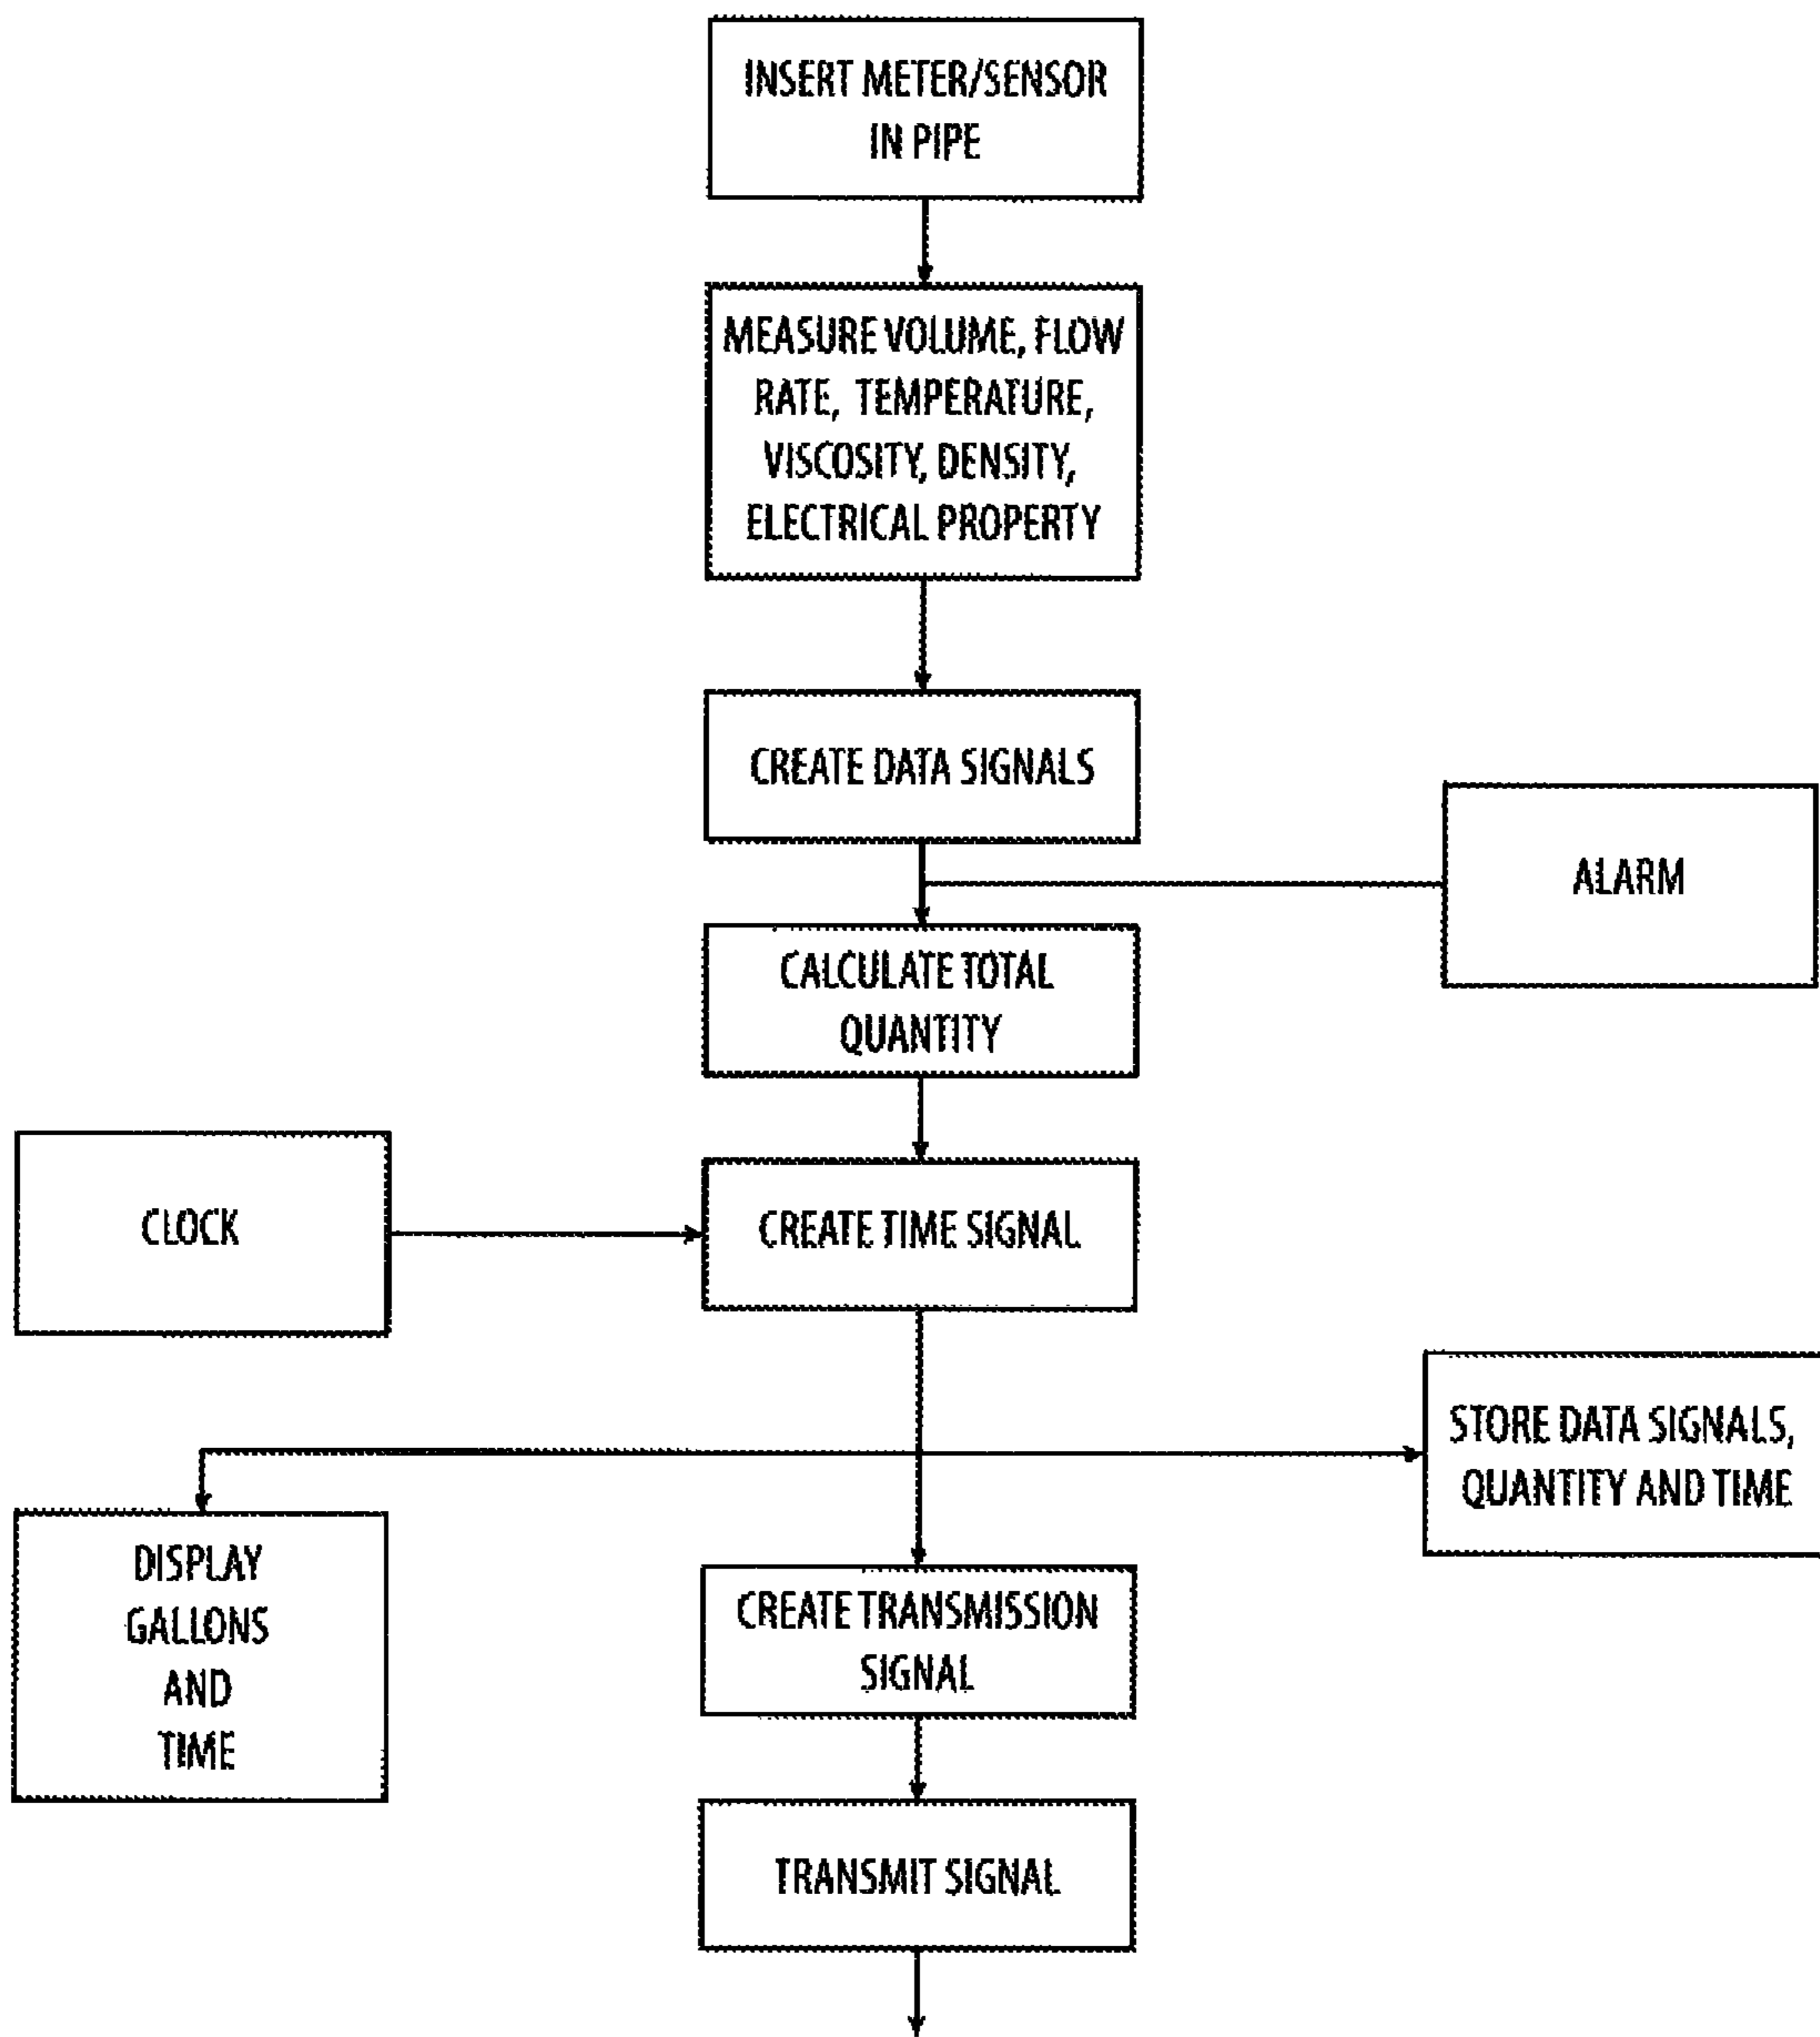 INSERT METER/SENSOR
IN PIPE
MEASURE VOLUME, FLOW
RATE, TEMPERATURE,
VISCOSITY, DENSITY,
ELECTRICAL PROPERTY
CREATE DATA SIGNALS
ALARM
CALCULATE TOTAL
QUANTITY
CLOCK
CREATE TIME SIGNAL
STORE DATA SIGNALS,
QUANTITY AND TIME
DISPLAY
GALLONS
AND
TIME
CREATE TRANSMISSION
SIGNAL
TRANSMIT SIGNAL